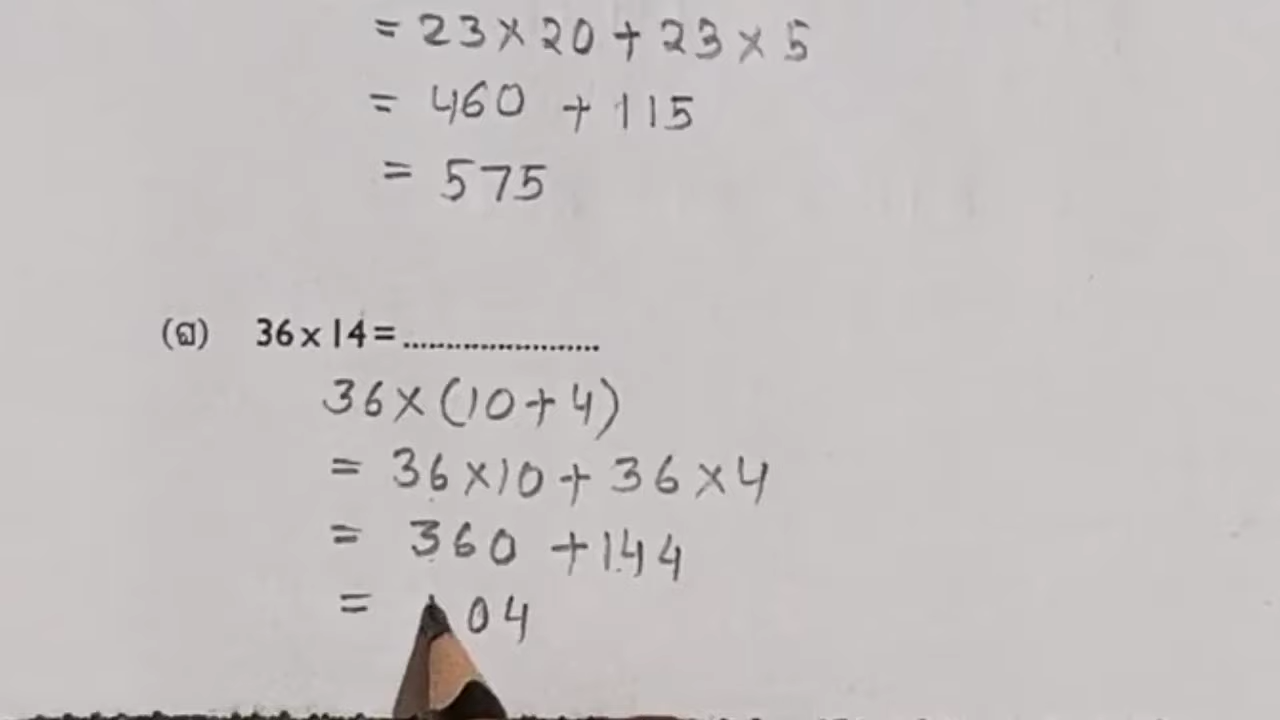 = 23 × 20 + 23 × 5
= 460 + 115
= 575
(ଘ) 36 x 14 = ......................
36 × (10 + 4)
= 36 × 10 + 36 × 4
= 360 + 144
= 04